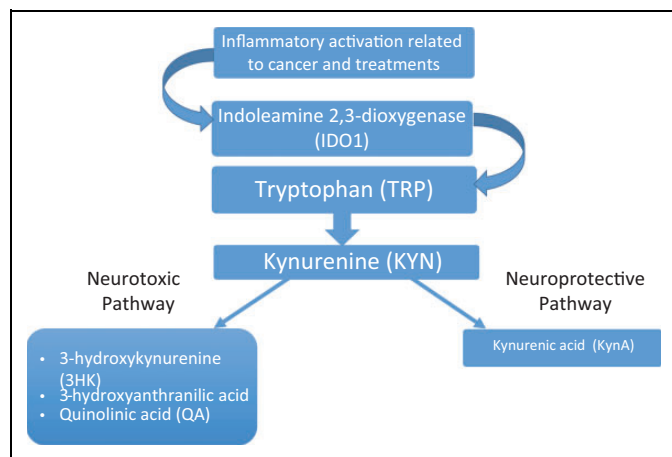 Inflammatory activation related
to cancer and treatments
Indoleamine 2,3-dioxygenase
(IDO1)
Tryptophan (TRP)
Kynurenine (KYN)
Neurotoxic
Pathway
Neuroprotective
Pathway
• 3-hydroxykynurenine
(3HK)
• 3-hydroxyanthranilic acid
• Quinolinic acid (QA)
Kynurenic acid (KynA)